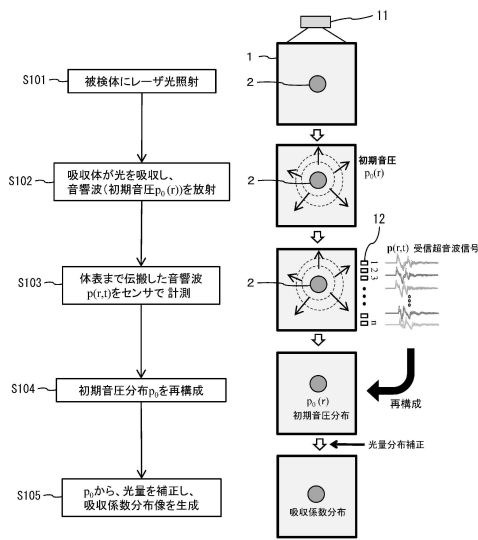 11
1
2
S101
被検体にレーザ光照射
S102
吸収体が光を吸収し、
音響波(初期音圧p0(r))を放射
2
初期音圧
p0(r)
12
p(r,t) 受信超音波信号
S103
体表まで伝搬した音響波
p(r,t)をセンサで計測
2
1
2
3
n
S104
初期音圧分布p0を再構成
p0(r)
初期音圧分布
再構成
光量分布補正
S105
p0から、光量を補正し、
吸収係数分布像を生成
吸収係数分布